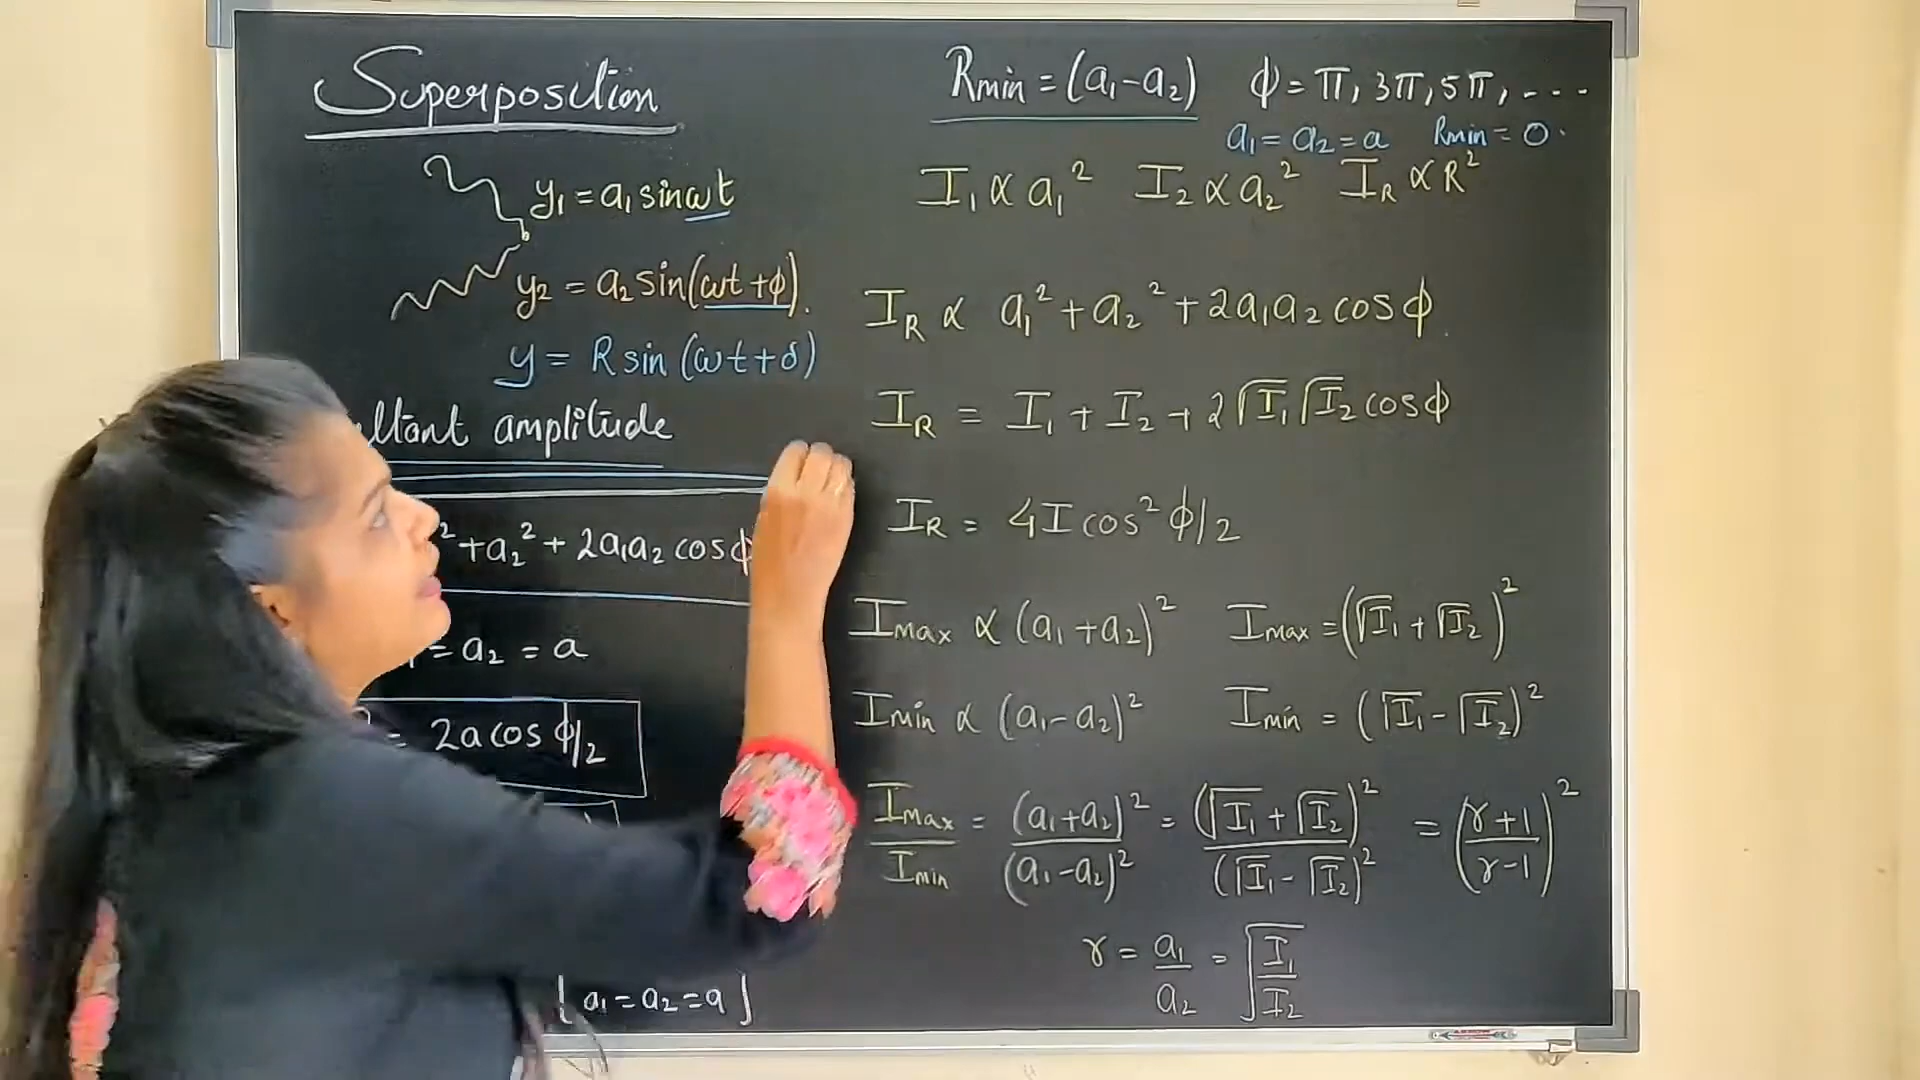 Superposition
y₁ = a₁ sinωt
y₂ = a₂ sin(ωt + ϕ).
y = R sin (ωt + δ)
ltant amplitude
² + a₂² + 2a₁a₂ cosϕ
= a₂ = a
= 2a cos ϕ/2
[a₁ = a₂ = a]
Rmin = (a₁ - a₂) ϕ = π, 3π, 5π, ----
a₁ = a₂ = a Rmin = 0.
I₁ ∝ a₁² I₂ ∝ a₂² I_R ∝ R²
I_R ∝ a₁² + a₂² + 2a₁a₂ cos ϕ
I_R = I₁ + I₂ + 2√I₁ √I₂ cosϕ
I_R = 4I cos² ϕ/2
Imax ∝ (a₁ + a₂)² Imax = (√I₁ + √I₂)²
Imin ∝ (a₁ - a₂)² Imin = (√I₁ - √I₂)²
Imax/Imin = (a₁ + a₂)²/(a₁ - a₂)² = (√I₁ + √I₂)²/(√I₁ - √I₂)² = (r + 1/r - 1)²
r = a₁/a₂ = √I₁/I₂